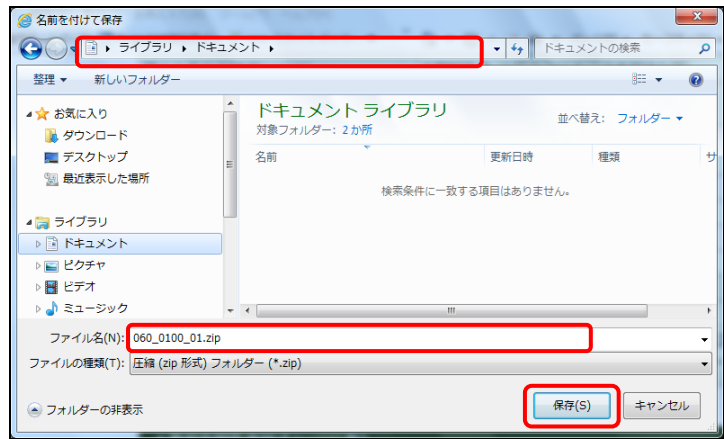 名前を付けて保存
ライブラリ ▸ ドキュメント ▸
ドキュメントの検索
整理 ▼ 新しいフォルダー
お気に入り
ダウンロード
デスクトップ
最近表示した場所
ライブラリ
ドキュメント
ピクチャ
ビデオ
ミュージック
ドキュメント ライブラリ
対象フォルダー: 2 か所
並べ替え: フォルダー ▼
名前 更新日時 種類 サ
検索条件に一致する項目はありません。
ファイル名(N): 060_0100_01.zip
ファイルの種類(T): 圧縮 (zip 形式) フォルダー (*.zip)
フォルダーの非表示
保存(S) キャンセル